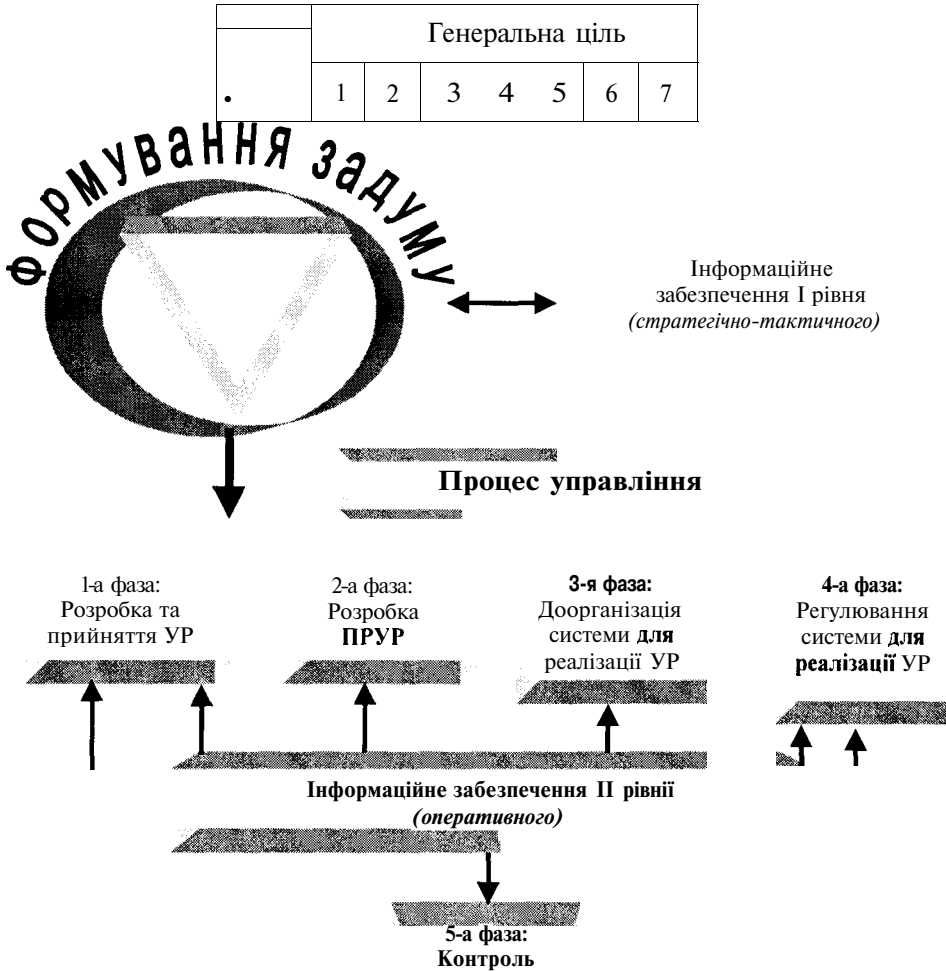 Генеральна ціль
1 2 3 4 5 6 7
формування задуму
Інформаційне
забезпечення І рівня
(стратегічно-тактичного)
Процес управління
1-а фаза:
Розробка та
прийняття УР
2-а фаза:
Розробка
ПРУР
3-я фаза:
Доорганізація
системи для
реалізації УР
4-а фаза:
Регулювання
системи для
реалізації УР
Інформаційне забезпечення ІІ рівнії
(оперативного)
5-а фаза:
Контроль